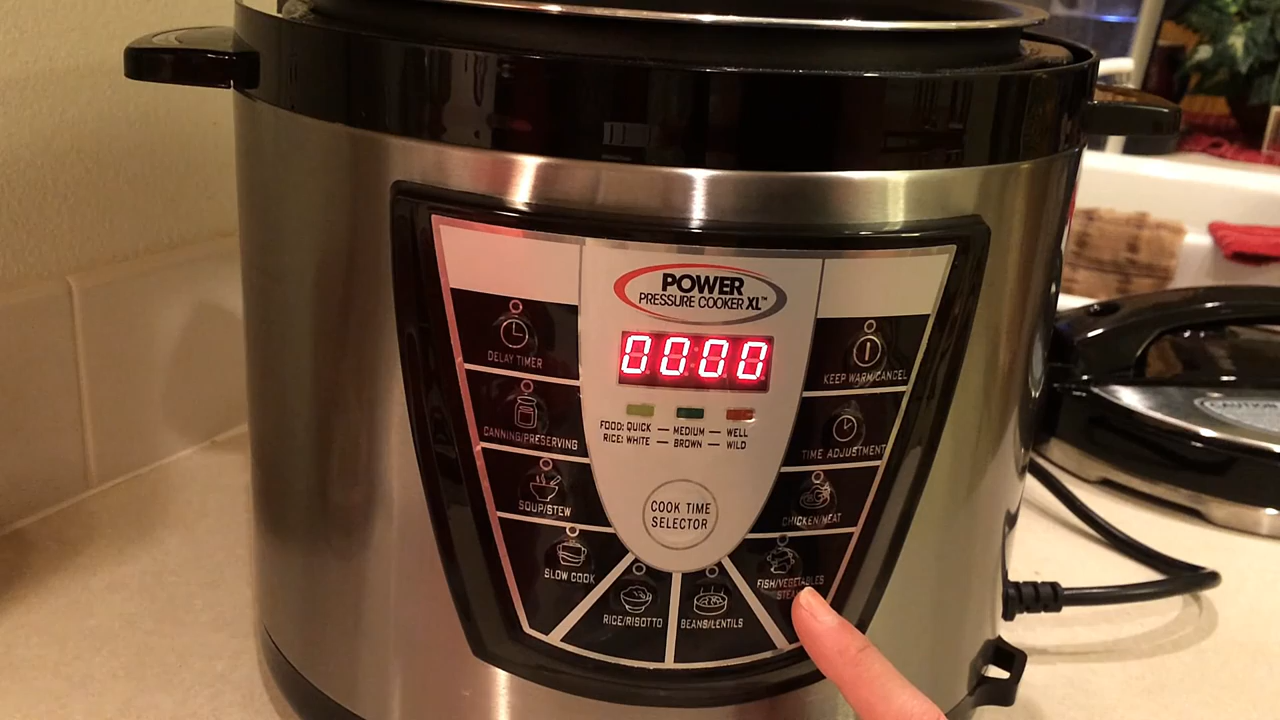 POWER
PRESSURE COOKER XL™
0000
FOOD: QUICK — MEDIUM — WELL
RICE: WHITE — BROWN — WILD
COOK TIME
SELECTOR
DELAY TIMER
CANNING/PRESERVING
SOUP/STEW
SLOW COOK
RICE/RISOTTO
BEANS/LENTILS
FISH/VEGETABLES
KEEP WARM/CANCEL
TIME ADJUSTMENT
CHICKEN/MEAT
CAUTION